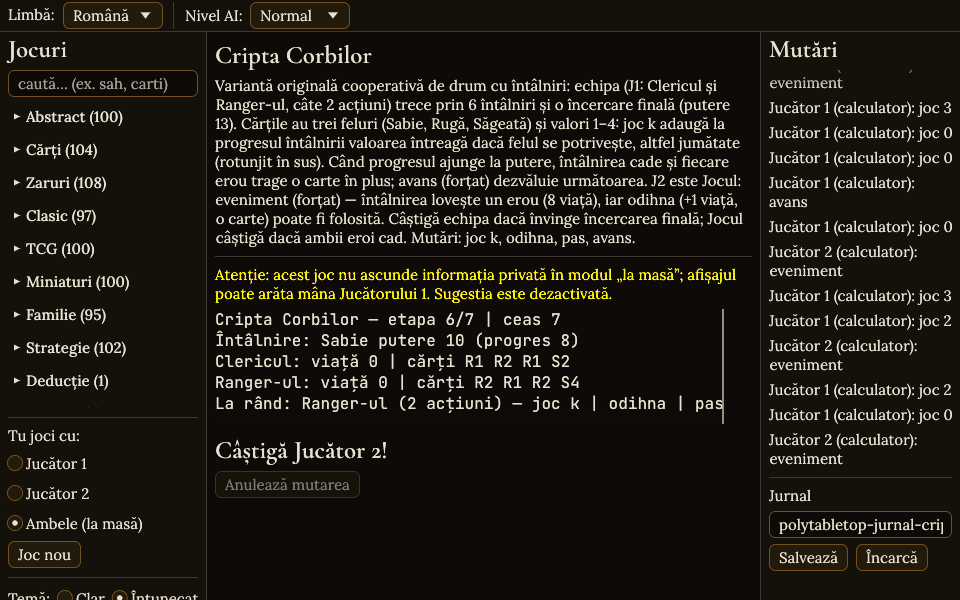 Limbă: Română ▼ Nivel AI: Normal ▼
Jocuri
caută... (ex. sah, carti)
▸ Abstract (100)
▸ Cărți (104)
▸ Zaruri (108)
▸ Clasic (97)
▸ TCG (100)
▸ Miniaturi (100)
▸ Familie (95)
▸ Strategie (102)
▸ Deducție (1)
Tu joci cu:
Jucător 1
Jucător 2
Ambele (la masă)
Joc nou
Temă: Clar Întunecat
Cripta Corbilor
Variantă originală cooperativă de drum cu întâlniri: echipa (J1: Clericul și
Ranger-ul, câte 2 acțiuni) trece prin 6 întâlniri și o încercare finală (putere
13). Cărțile au trei feluri (Sabie, Rugă, Săgeată) și valori 1–4: joc k adaugă la
progresul întâlnirii valoarea întreagă dacă felul se potrivește, altfel jumătate
(rotunjit în sus). Când progresul ajunge la putere, întâlnirea cade și fiecare
erou trage o carte în plus; avans (forțat) dezvăluie următoarea. J2 este Jocul:
eveniment (forțat) — întâlnirea lovește un erou (8 viață), iar odihna (+1 viață,
o carte) poate fi folosită. Câștigă echipa dacă învinge încercarea finală; Jocul
câștigă dacă ambii eroi cad. Mutări: joc k, odihna, pas, avans.
Atenție: acest joc nu ascunde informația privată în modul „la masă”; afișajul
poate arăta mâna Jucătorului 1. Sugestia este dezactivată.
Cripta Corbilor — etapa 6/7 | ceas 7
Întâlnire: Sabie putere 10 (progres 8)
Clericul: viață 0 | cărți R1 R2 R1 S2
Ranger-ul: viață 0 | cărți R2 R1 R2 S4
La rând: Ranger-ul (2 acțiuni) — joc k | odihna | pas
Câștigă Jucător 2!
Anulează mutarea
Mutări
eveniment
Jucător 1 (calculator): joc 3
Jucător 1 (calculator): joc 0
Jucător 1 (calculator): joc 0
Jucător 1 (calculator):
avans
Jucător 1 (calculator): joc 0
Jucător 2 (calculator):
eveniment
Jucător 1 (calculator): joc 3
Jucător 1 (calculator): joc 2
Jucător 2 (calculator):
eveniment
Jucător 1 (calculator): joc 2
Jucător 1 (calculator): joc 0
Jucător 2 (calculator):
eveniment
Jurnal
polytabletop-jurnal-crip
Salvează Încarcă